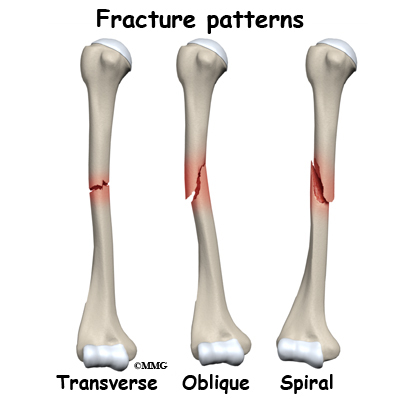 Fracture patterns
©MMG
Transverse Oblique Spiral